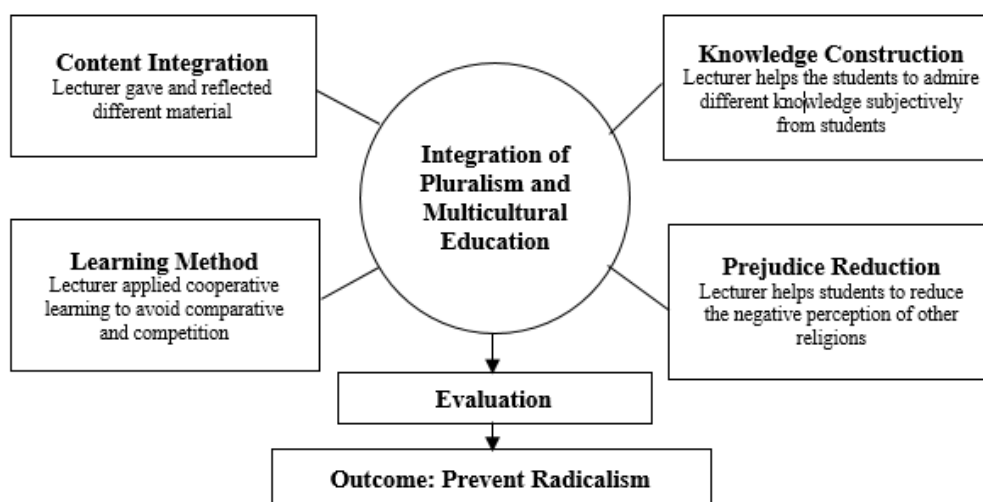 Content Integration
Lecturer gave and reflected
different material
Knowledge Construction
Lecturer helps the students to admire
different knowledge subjectively
from students
Integration of
Pluralism and
Multicultural
Education
Learning Method
Lecturer applied cooperative
learning to avoid comparative
and competition
Prejudice Reduction
Lecturer helps students to reduce
the negative perception of other
religions
Evaluation
Outcome: Prevent Radicalism